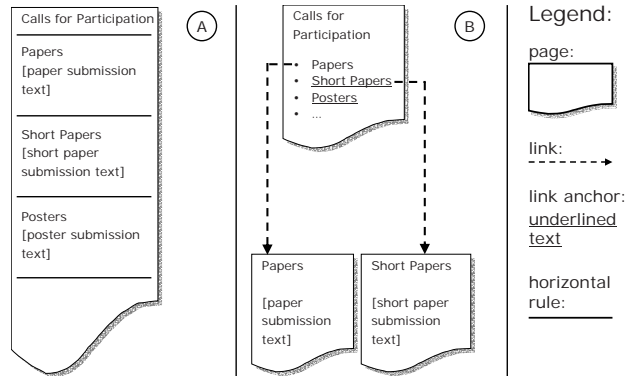 Calls for Participation
Papers
[paper submission
text]
Short Papers
[short paper
submission text]
Posters
[poster submission
text]
A
Calls for
Participation
• Papers
• Short Papers
• Posters
• ...
B
Papers
[paper
submission
text]
Short Papers
[short paper
submission
text]
Legend:
page:
link:
link anchor:
underlined
text
horizontal
rule: